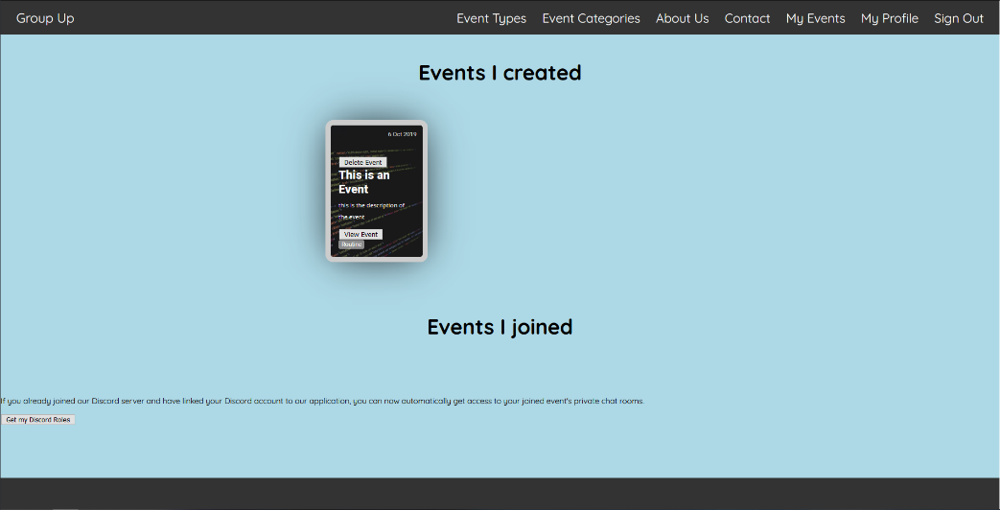 Group Up Event Types Event Categories About Us Contact My Events My Profile Sign Out
Events I created
6 Oct 2019
Delete Event
This is an
Event
this is the description of
the event
View Event
Routine
Events I joined
If you already joined our Discord server and have linked your Discord account to our application, you can now automatically get access to your joined event's private chat rooms.
Get my Discord Roles